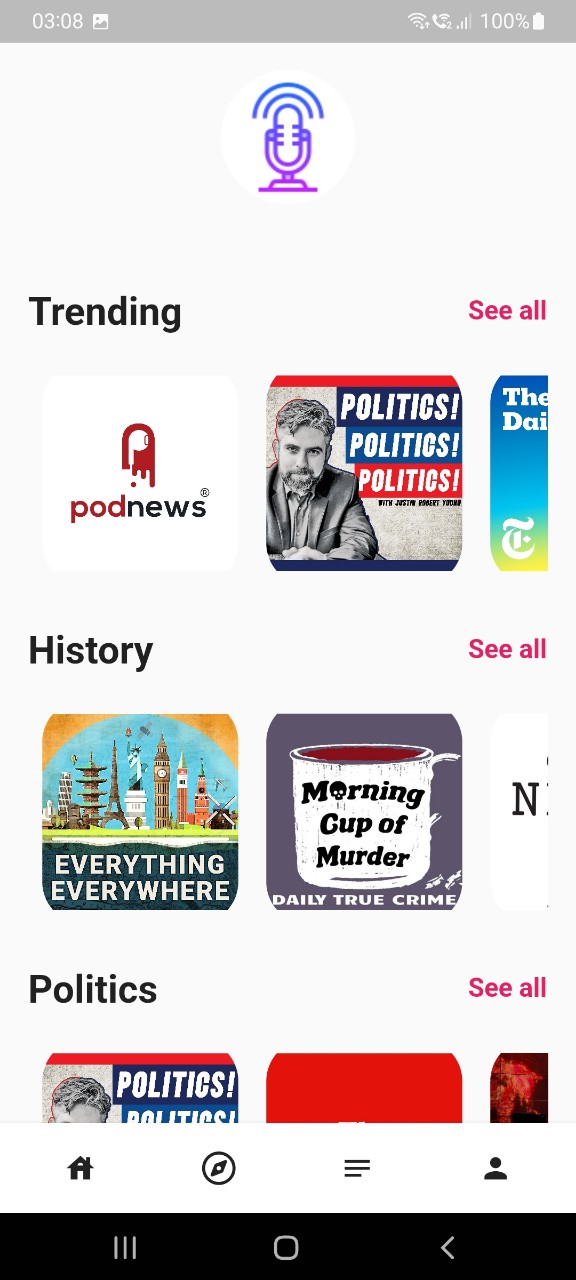 03:08
100%
Trending
See all
podnews®
POLITICS!
POLITICS!
POLITICS!
WITH JUSTIN ROBERT YOUNG
The
Dai
History
See all
EVERYTHING
EVERYWHERE
Morning
Cup of
Murder
DAILY TRUE CRIME
N
Politics
See all
POLITICS!
POLITICS!